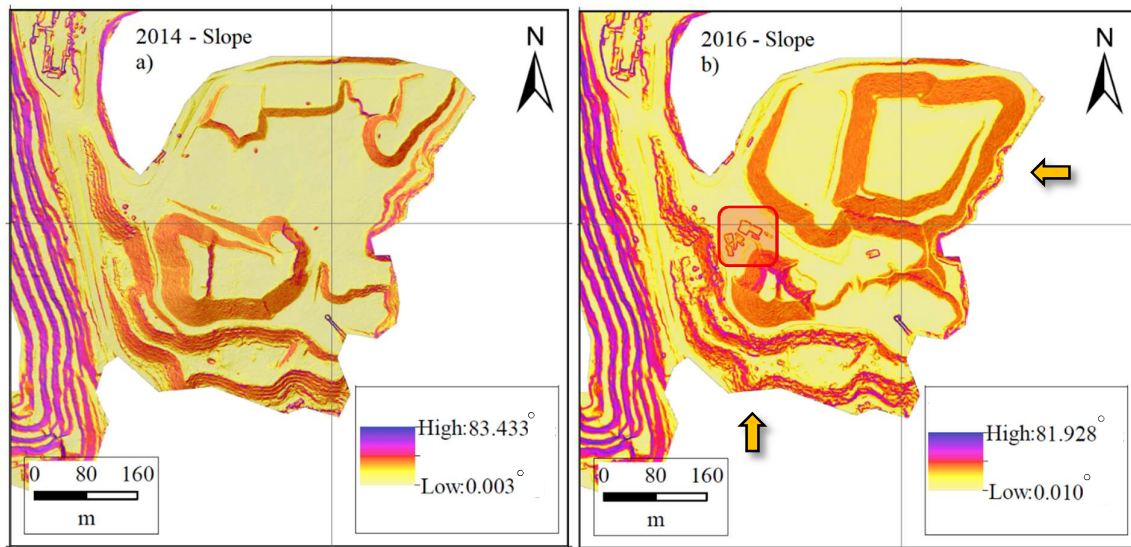 2014 - Slope
a)
N
High:83.433°
Low:0.003°
0 80 160
m
2016 - Slope
b)
N
High:81.928°
Low:0.010°
0 80 160
m